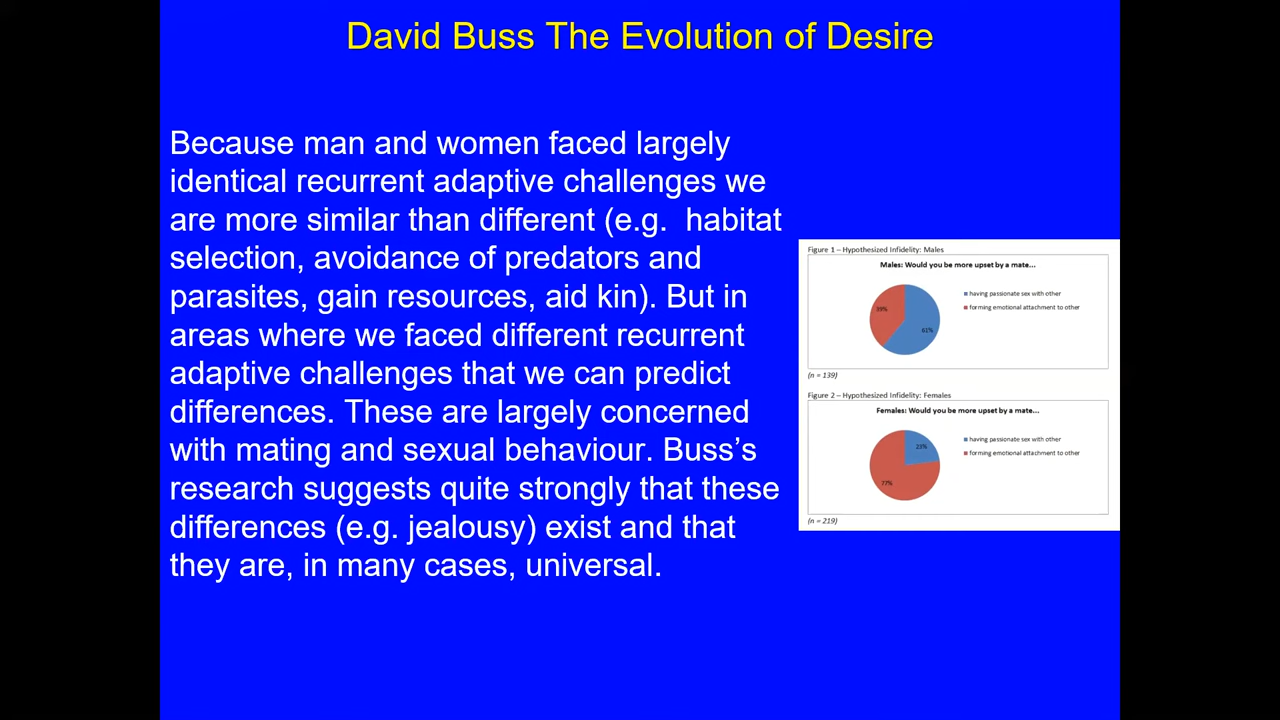 David Buss The Evolution of Desire
Because man and women faced largely
identical recurrent adaptive challenges we
are more similar than different (e.g.  habitat
selection, avoidance of predators and
parasites, gain resources, aid kin). But in
areas where we faced different recurrent
adaptive challenges that we can predict
differences. These are largely concerned
with mating and sexual behaviour. Buss’s
research suggests quite strongly that these
differences (e.g. jealousy) exist and that
they are, in many cases, universal.
Figure 1 – Hypothesized Infidelity: Males
Males: Would you be more upset by a mate...
having passionate sex with other
forming emotional attachment to other
39%
61%
(n = 139)
Figure 2 – Hypothesized Infidelity: Females
Females: Would you be more upset by a mate...
having passionate sex with other
forming emotional attachment to other
23%
77%
(n = 219)